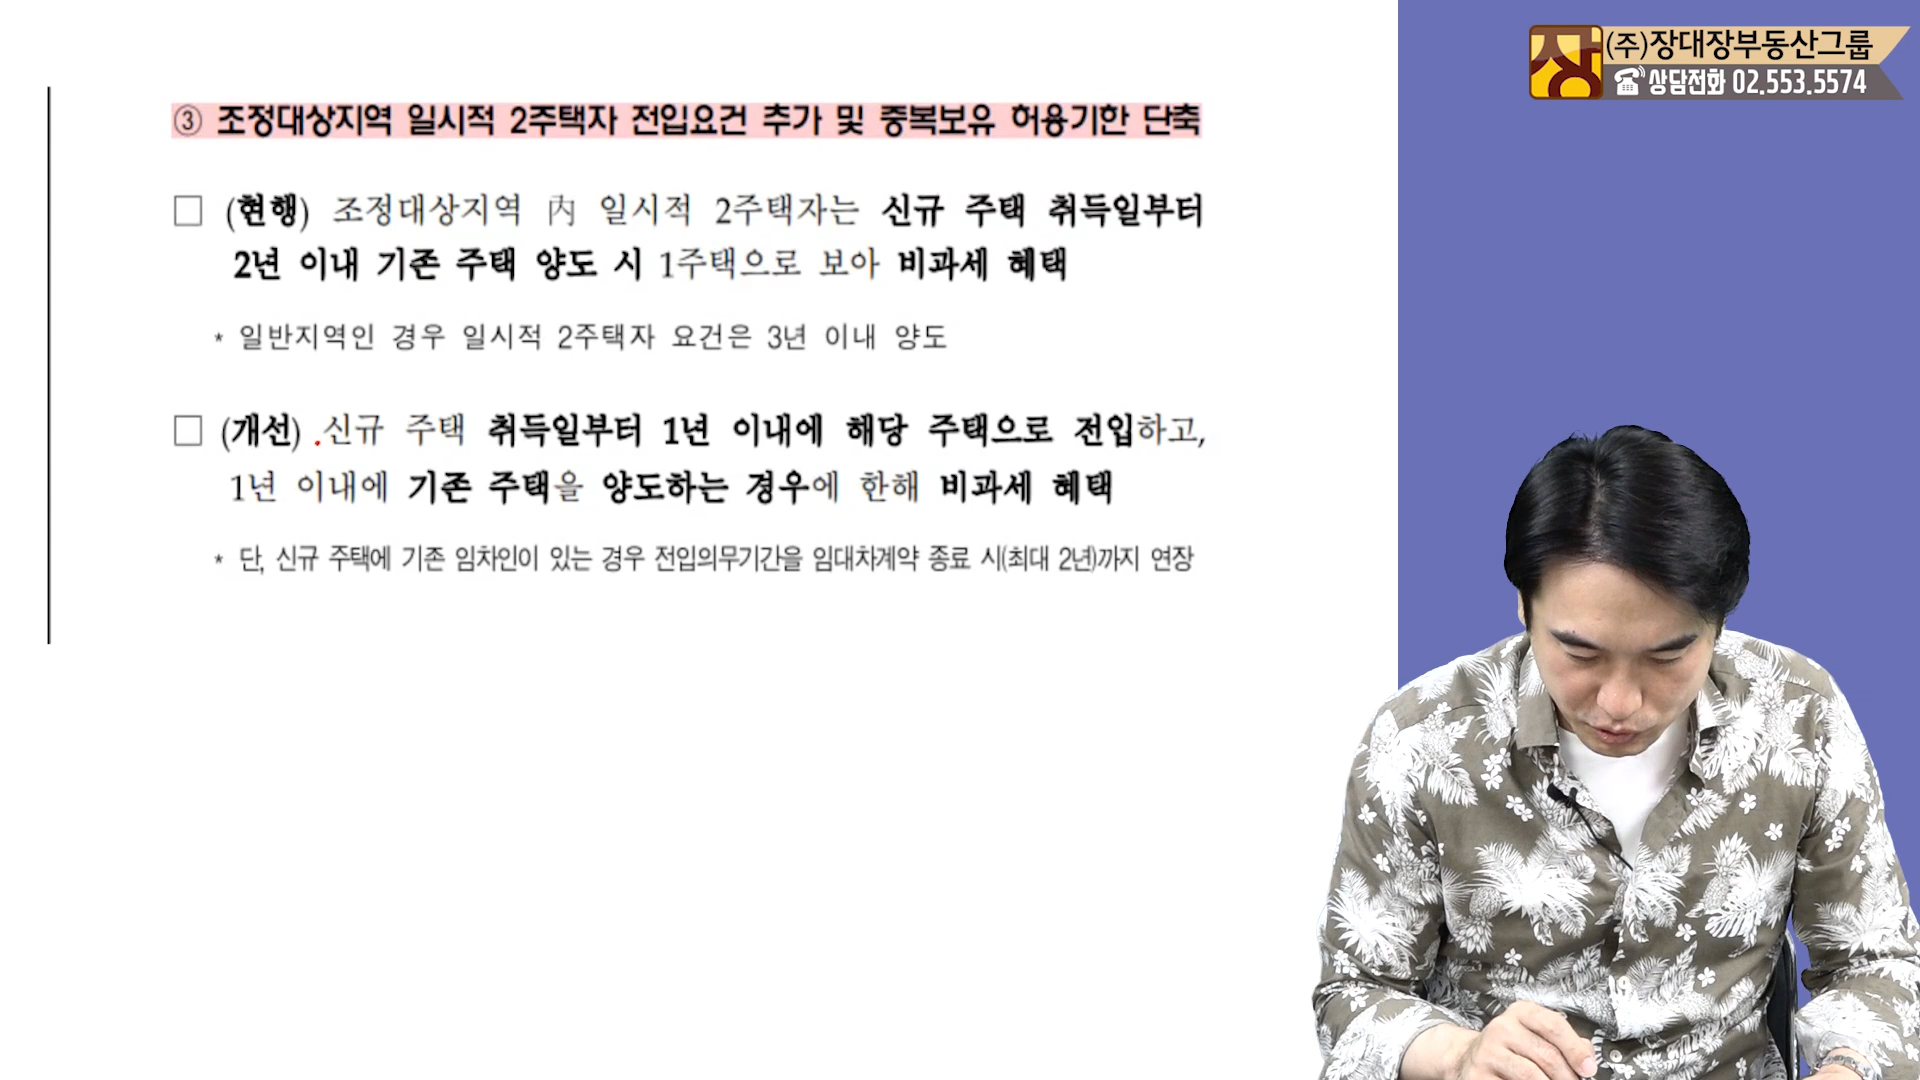 (주)장대장부동산그룹
상담전화 02.553.5574
③ 조정대상지역 일시적 2주택자 전입요건 추가 및 중복보유 허용기한 단축
□ (현행) 조정대상지역 內 일시적 2주택자는 신규 주택 취득일부터
2년 이내 기존 주택 양도 시 1주택으로 보아 비과세 혜택
* 일반지역인 경우 일시적 2주택자 요건은 3년 이내 양도
□ (개선) 신규 주택 취득일부터 1년 이내에 해당 주택으로 전입하고,
1년 이내에 기존 주택을 양도하는 경우에 한해 비과세 혜택
* 단, 신규 주택에 기존 임차인이 있는 경우 전입의무기간을 임대차계약 종료 시(최대 2년)까지 연장